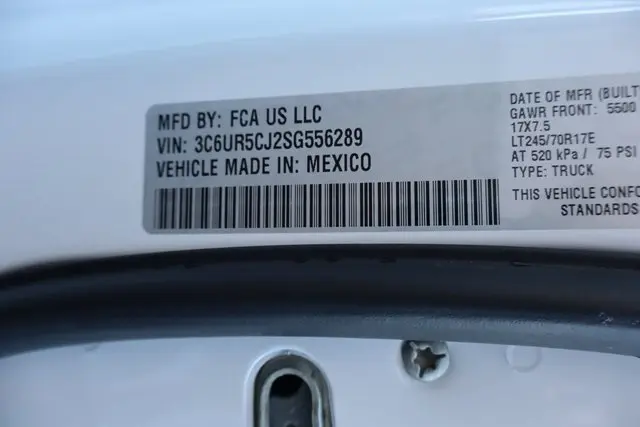 MFD BY: FCA US LLC
VIN: 3C6UR5CJ2SG556289
VEHICLE MADE IN: MEXICO
DATE OF MFR (BUILT
GAWR FRONT: 5500
17X7.5
LT245/70R17E
AT 520 kPa / 75 PSI
TYPE: TRUCK
THIS VEHICLE CONFO
STANDARDS